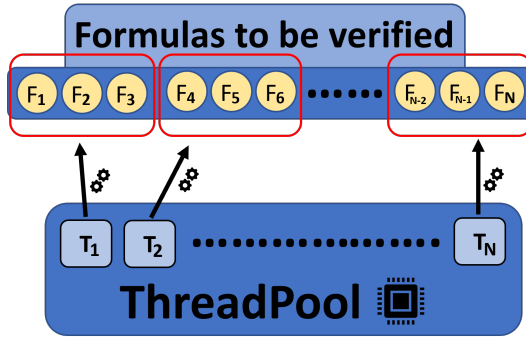 Formulas to be verified
F1 F2 F3 F4 F5 F6 ...... FN-2 FN-1 FN
T1 T2 ...................... TN
ThreadPool